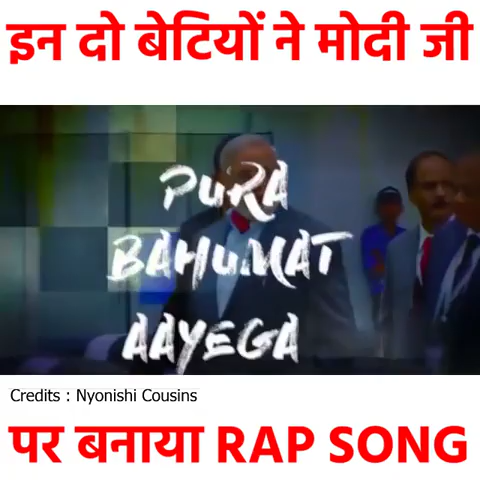 इन दो बेटियों ने मोदी जी
PURA
BAHUMAT
AAYEGA
Credits : Nyonishi Cousins
पर बनाया RAP SONG